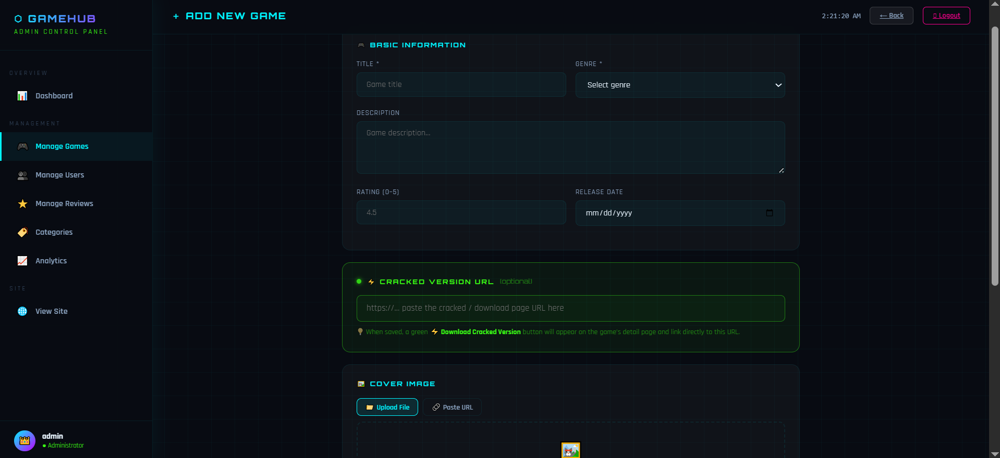 GAMEHUB
ADMIN CONTROL PANEL
OVERVIEW
Dashboard
MANAGEMENT
Manage Games
Manage Users
Manage Reviews
Categories
Analytics
SITE
View Site
admin
● Administrator
+ ADD NEW GAME
2:21:20 AM
← Back
Logout
BASIC INFORMATION
TITLE *
GENRE *
Game title
Select genre
DESCRIPTION
Game description...
RATING (0–5)
RELEASE DATE
4.5
mm/dd/yyyy
⚡ CRACKED VERSION URL (optional)
https://... paste the cracked / download page URL here
💡 When saved, a green ⚡ Download Cracked Version button will appear on the game's detail page and link directly to this URL.
COVER IMAGE
Upload File
Paste URL